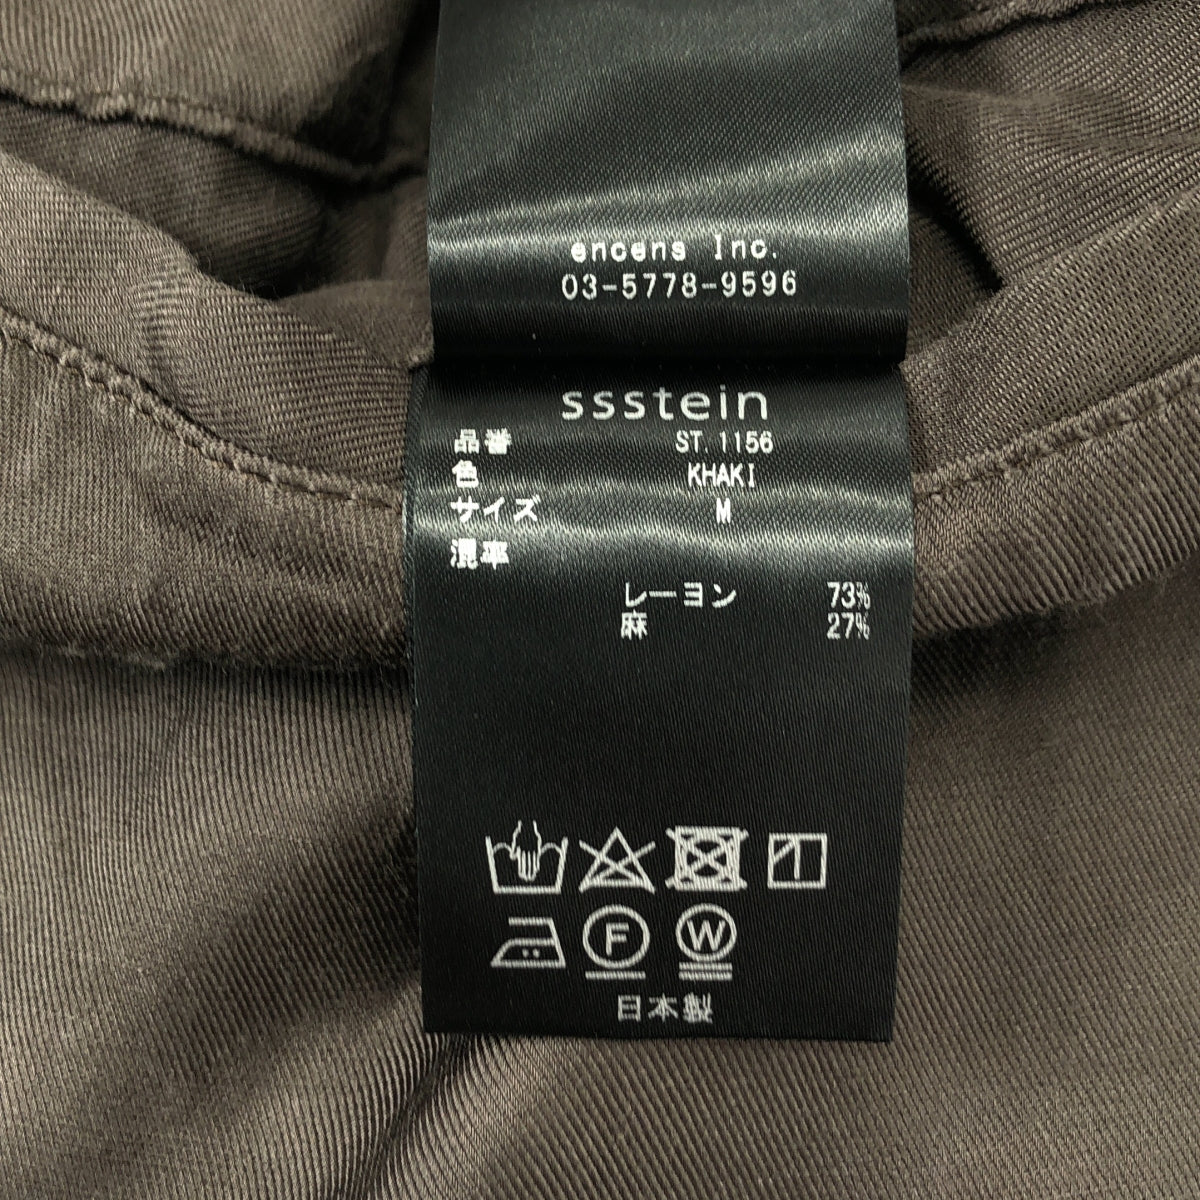 encens Inc.
03-5778-9596
ssstein
品番 ST.1156
色 KHAKI
サイズ M
混率
レーヨン 73%
麻 27%
F W
日本製